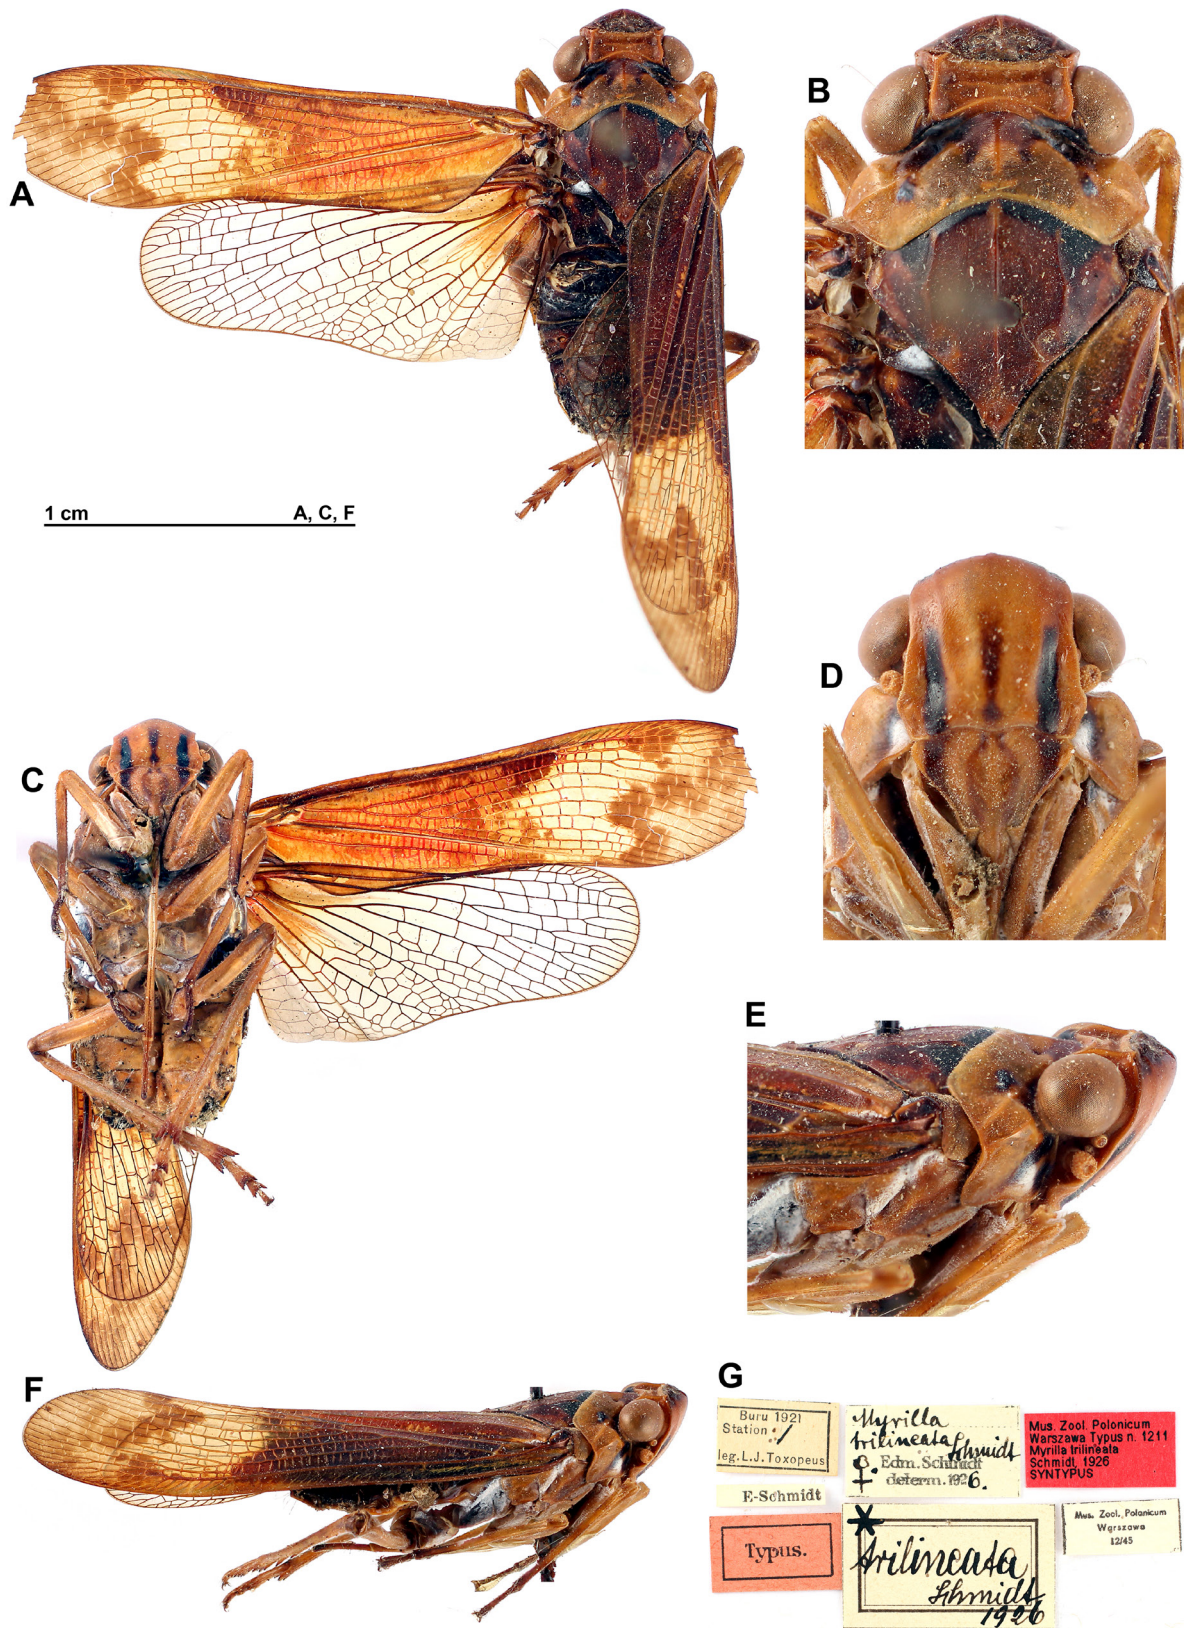 A
B
1 cm A, C, F
C
D
E
F
G
Buru 1921
Station : 1
leg. L.J. Toxopeus
E-Schmidt
Typus.
Myrilla
trilineata Schmidt
♀. Edm. Schmidt
determ. 1926.
Mus. Zool. Polonicum
Warszawa Typus n. 1211
Myrilla trilineata
Schmidt, 1926
SYNTYPUS
trilineata
Schmidt
1926
Mus. Zool. Polonicum
Warszawa
12/45